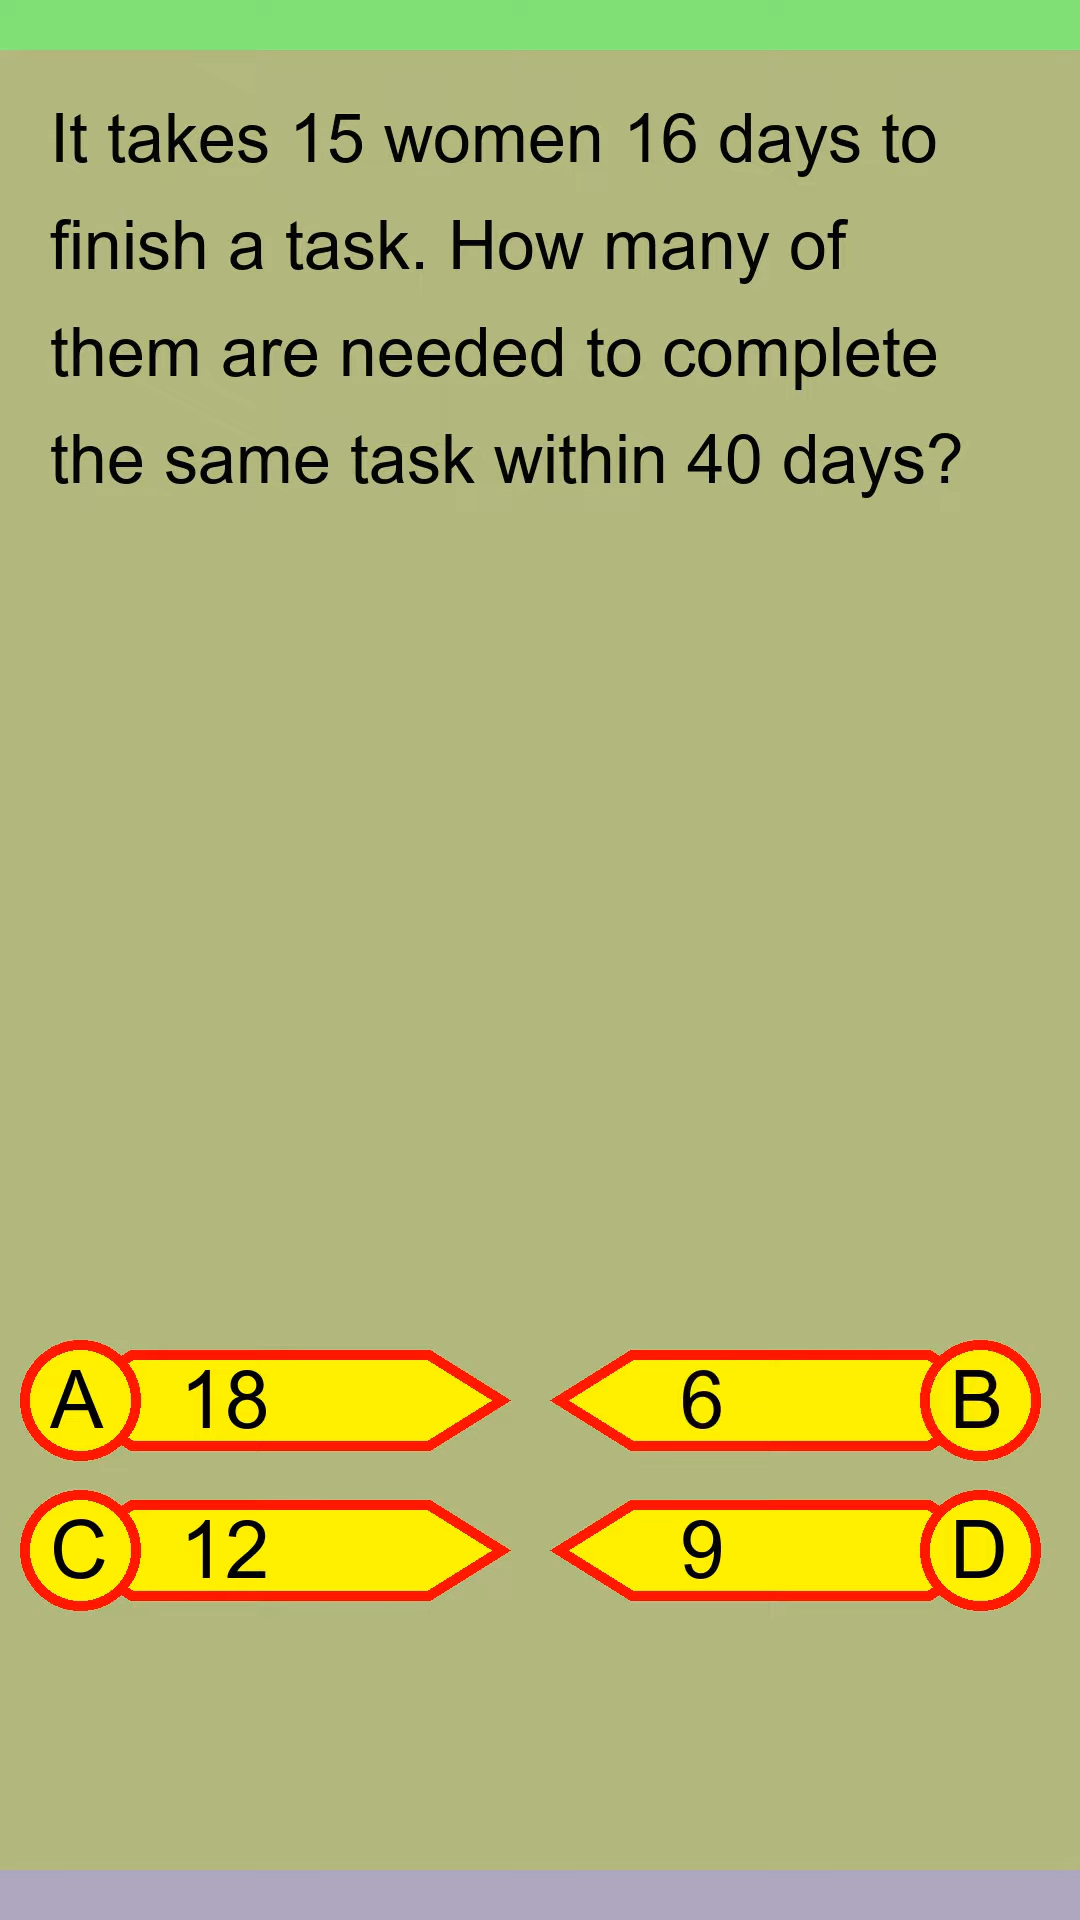 It takes 15 women 16 days to
finish a task. How many of
them are needed to complete
the same task within 40 days?
A 18
6 B
C 12
9 D